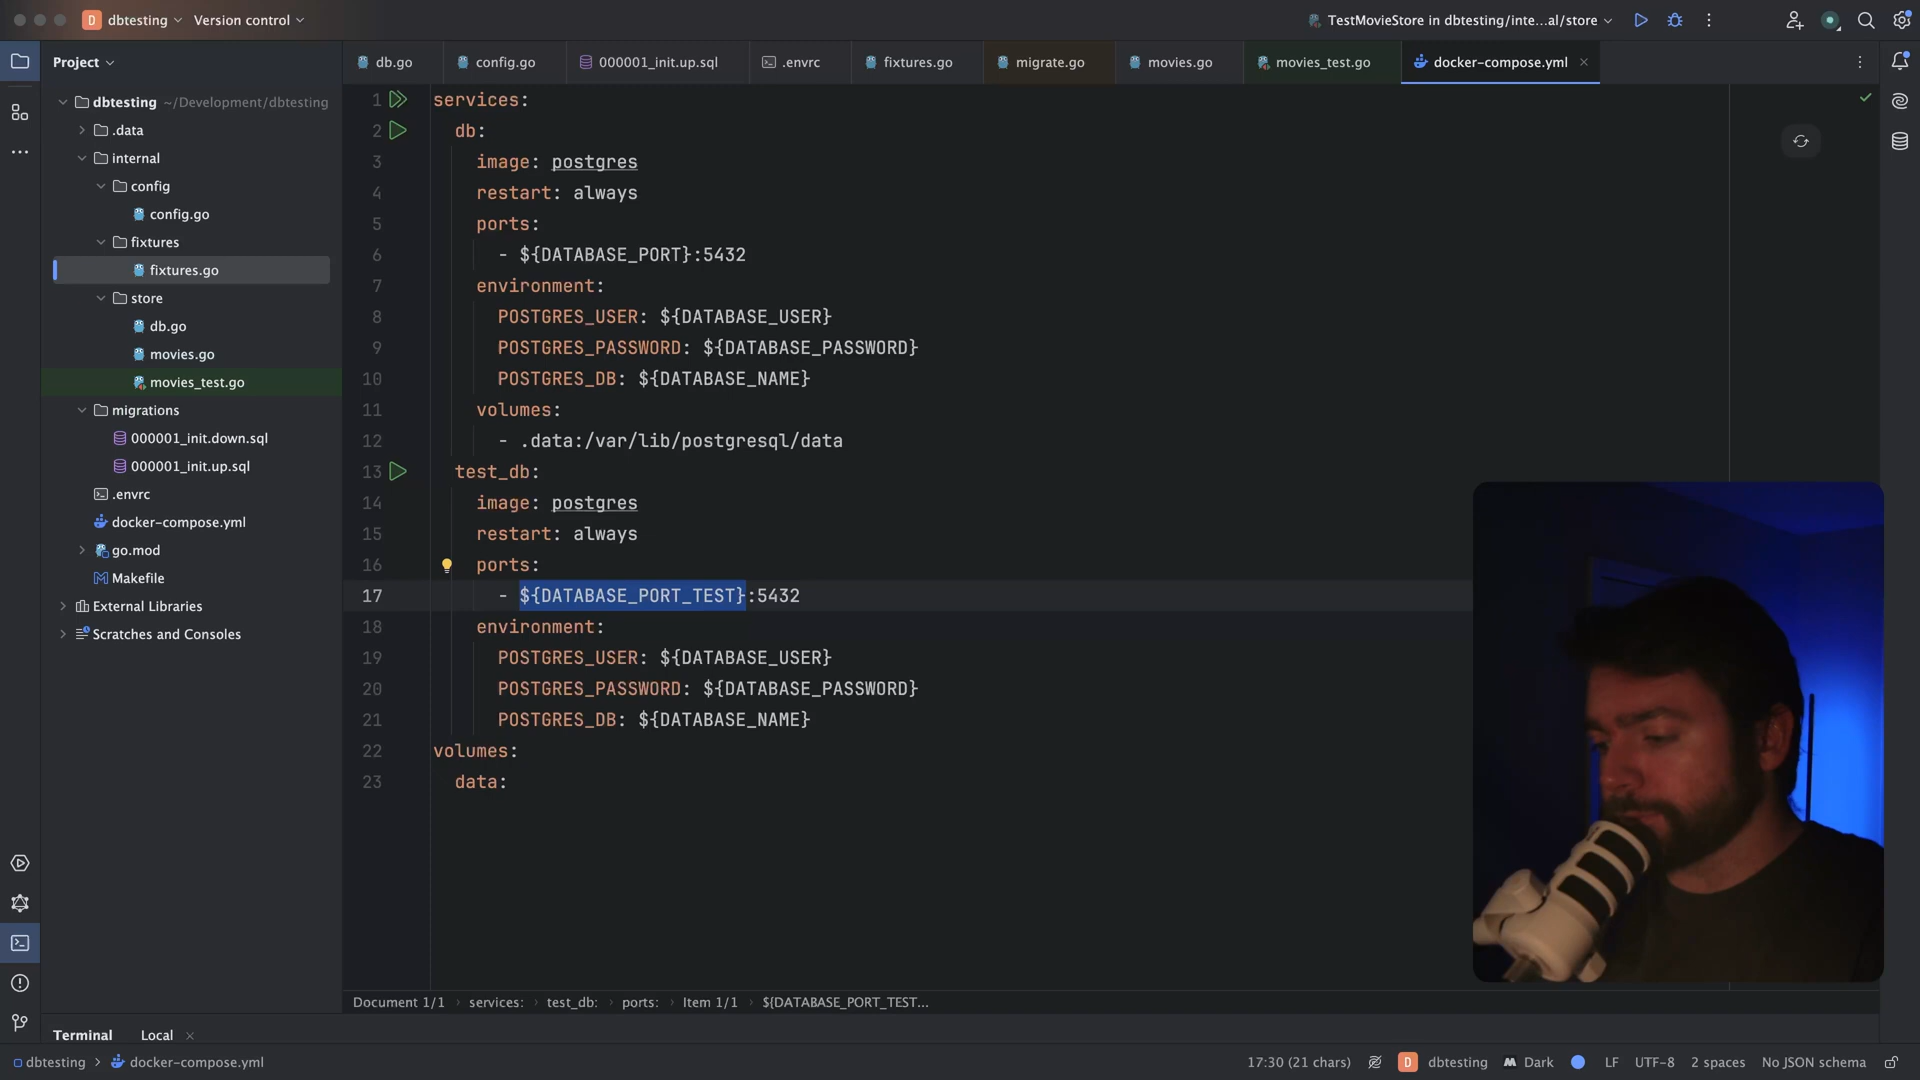 D dbtesting Version control TestMovieStore in dbtesting/inte...al/store
Project db.go config.go 000001_init.up.sql .envrc fixtures.go migrate.go movies.go movies_test.go docker-compose.yml
dbtesting ~/Development/dbtesting
.data
internal
config
config.go
fixtures
fixtures.go
store
db.go
movies.go
movies_test.go
migrations
000001_init.down.sql
000001_init.up.sql
.envrc
docker-compose.yml
go.mod
Makefile
External Libraries
Scratches and Consoles
1 services:
2 db:
3 image: postgres
4 restart: always
5 ports:
6 - ${DATABASE_PORT}:5432
7 environment:
8 POSTGRES_USER: ${DATABASE_USER}
9 POSTGRES_PASSWORD: ${DATABASE_PASSWORD}
10 POSTGRES_DB: ${DATABASE_NAME}
11 volumes:
12 - .data:/var/lib/postgresql/data
13 test_db:
14 image: postgres
15 restart: always
16 ports:
17 - ${DATABASE_PORT_TEST}:5432
18 environment:
19 POSTGRES_USER: ${DATABASE_USER}
20 POSTGRES_PASSWORD: ${DATABASE_PASSWORD}
21 POSTGRES_DB: ${DATABASE_NAME}
22 volumes:
23 data:
Document 1/1 › services: › test_db: › ports: › Item 1/1 › ${DATABASE_PORT_TEST...
Terminal Local
dbtesting › docker-compose.yml 17:30 (21 chars) D dbtesting Dark LF UTF-8 2 spaces No JSON schema